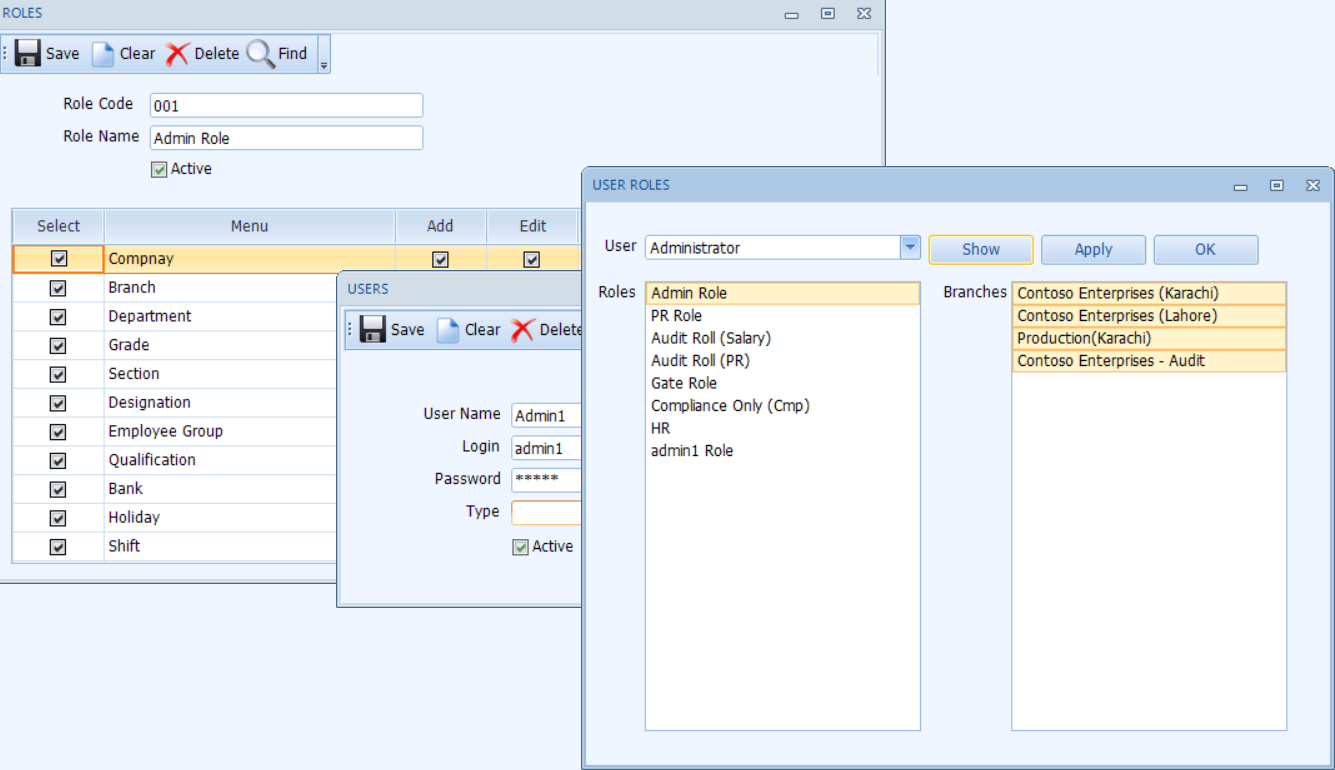 ROLES
Save Clear Delete Find
Role Code 001
Role Name Admin Role
Active
Select Menu Add Edit
Compnay
Branch
Department
Grade
Section
Designation
Employee Group
Qualification
Bank
Holiday
Shift
USERS
Save Clear Delete
User Name Admin1
Login admin1
Password *****
Type
Active
USER ROLES
User Administrator Show Apply OK
Roles
Admin Role
PR Role
Audit Roll (Salary)
Audit Roll (PR)
Gate Role
Compliance Only (Cmp)
HR
admin1 Role
Branches
Contoso Enterprises (Karachi)
Contoso Enterprises (Lahore)
Production(Karachi)
Contoso Enterprises - Audit